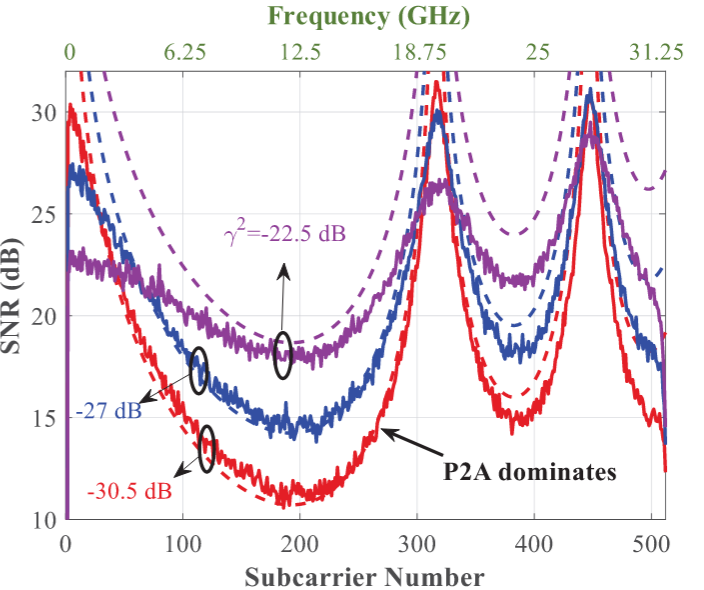 Frequency (GHz)
0 6.25 12.5 18.75 25 31.25
30
25
γ²=-22.5 dB
SNR (dB)
20
15
-27 dB
P2A dominates
-30.5 dB
10
0 100 200 300 400 500
Subcarrier Number